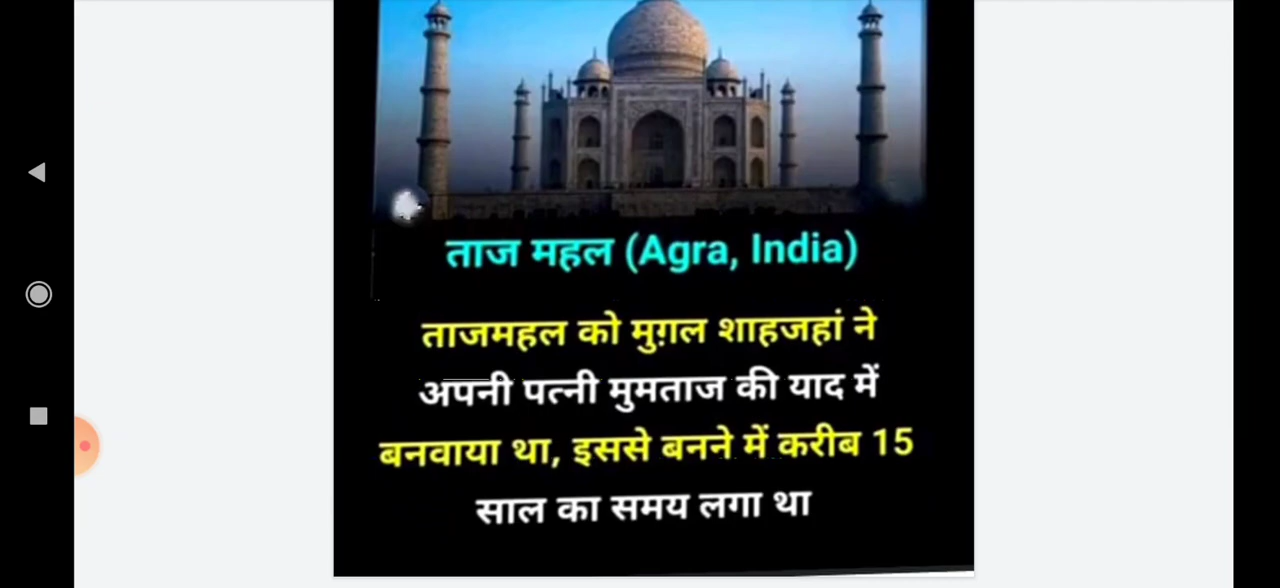 ताज महल (Agra, India)
ताजमहल को मुग़ल शाहजहां ने
अपनी पत्नी मुमताज की याद में
बनवाया था, इससे बनने में करीब 15
साल का समय लगा था